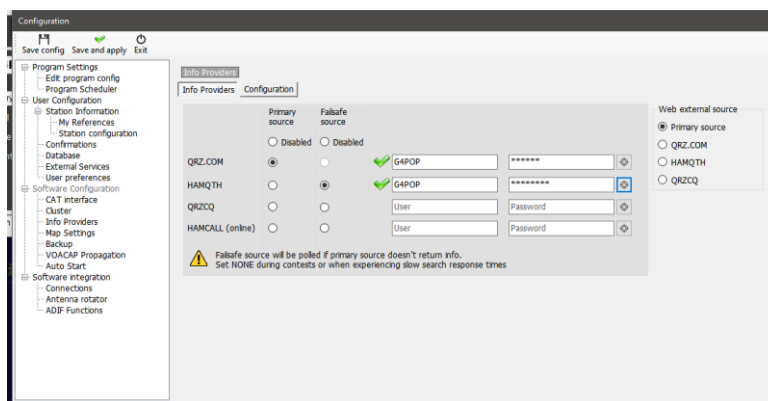 Configuration
Save config Save and apply Exit
Program Settings
Edit program config
Program Scheduler
User Configuration
Station Information
My References
Station configuration
Confirmations
Database
External Services
User preferences
Software Configuration
CAT interface
Cluster
Info Providers
Map Settings
Backup
VOACAP Propagation
Auto Start
Software integration
Connections
Antenna rotator
ADIF Functions
Info Providers
Info Providers Configuration
Primary source Failsafe source
Disabled Disabled
QRZ.COM G4POP ******
HAMQTH G4POP ********
QRZCQ User Password
HAMCALL (online) User Password
Failsafe source will be polled if primary source doesn't return info.
Set NONE during contests or when experiencing slow search response times
Web external source
Primary source
QRZ.COM
HAMQTH
QRZCQ